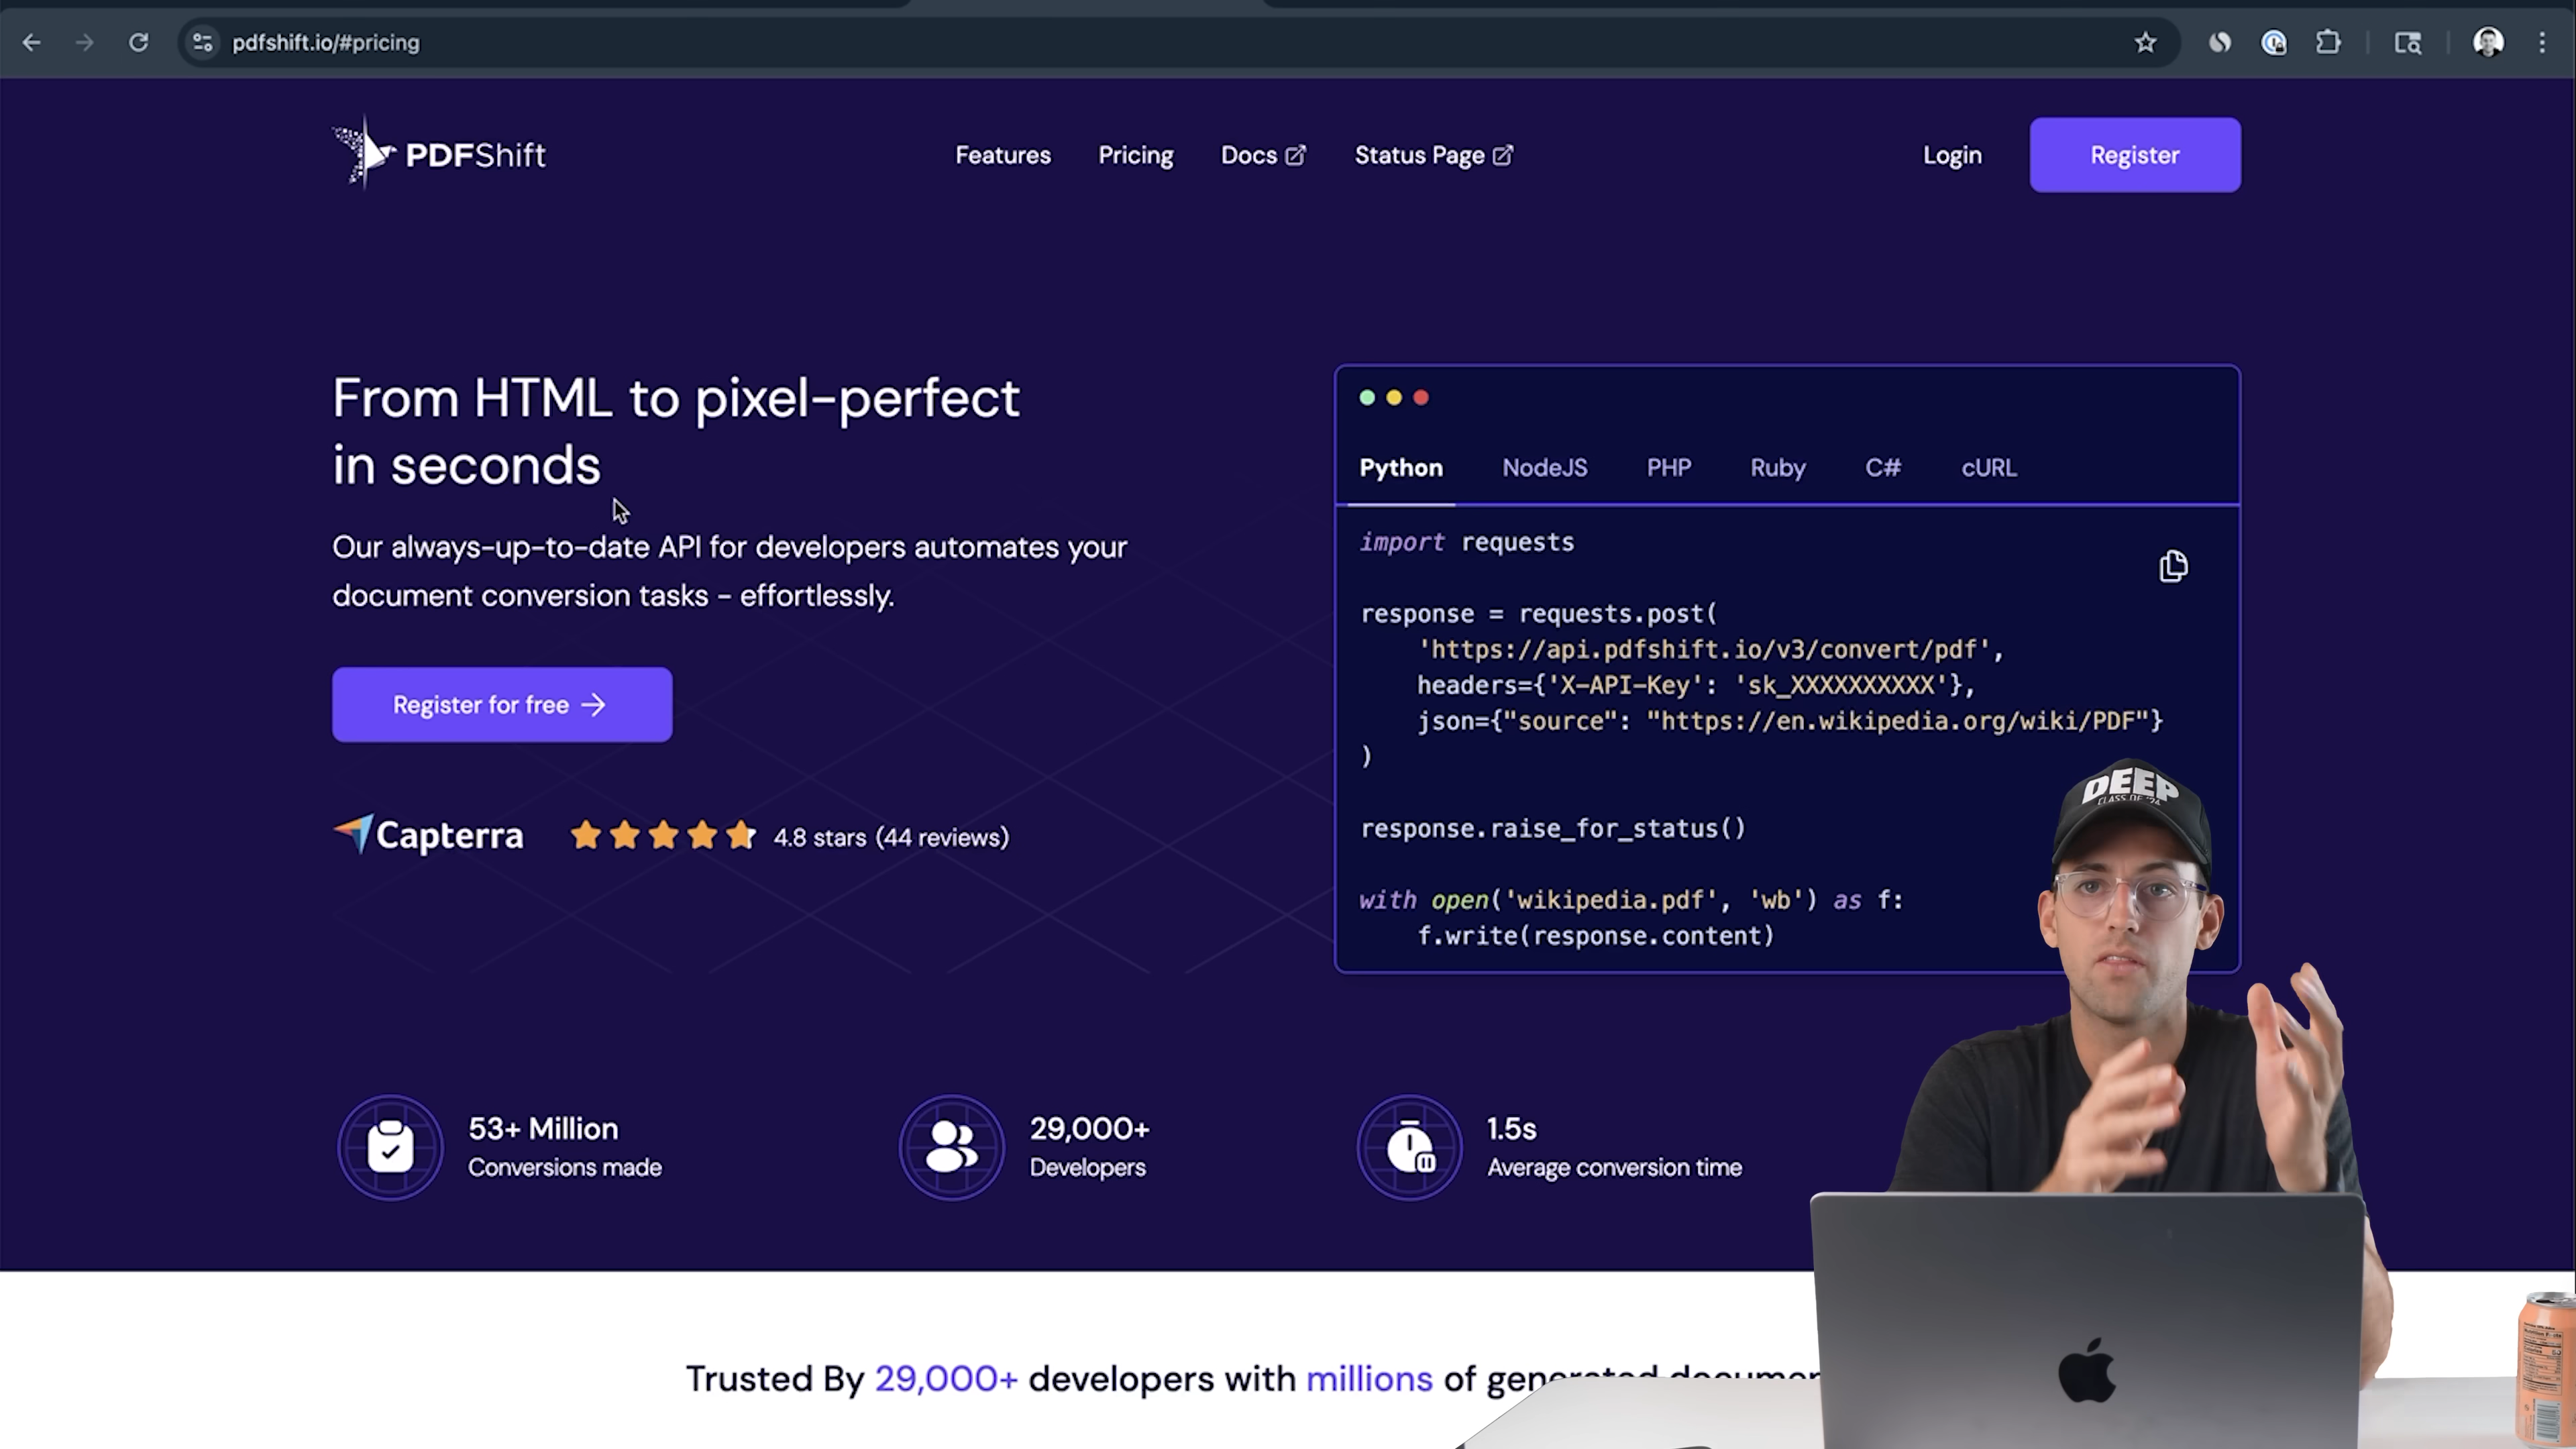 pdfshift.io/#pricing
PDFShift
Features Pricing Docs Status Page
Login Register
From HTML to pixel-perfect
in seconds
Our always-up-to-date API for developers automates your
document conversion tasks - effortlessly.
Register for free →
Capterra 4.8 stars (44 reviews)
Python NodeJS PHP Ruby C# cURL
import requests
response = requests.post(
'https://api.pdfshift.io/v3/convert/pdf',
headers={'X-API-Key': 'sk_XXXXXXXXXX'},
json={"source": "https://en.wikipedia.org/wiki/PDF"}
)
response.raise_for_status()
with open('wikipedia.pdf', 'wb') as f:
f.write(response.content)
DEEP
CLASS OF '24
53+ Million
Conversions made
29,000+
Developers
1.5s
Average conversion time
Trusted By 29,000+ developers with millions of generated documen